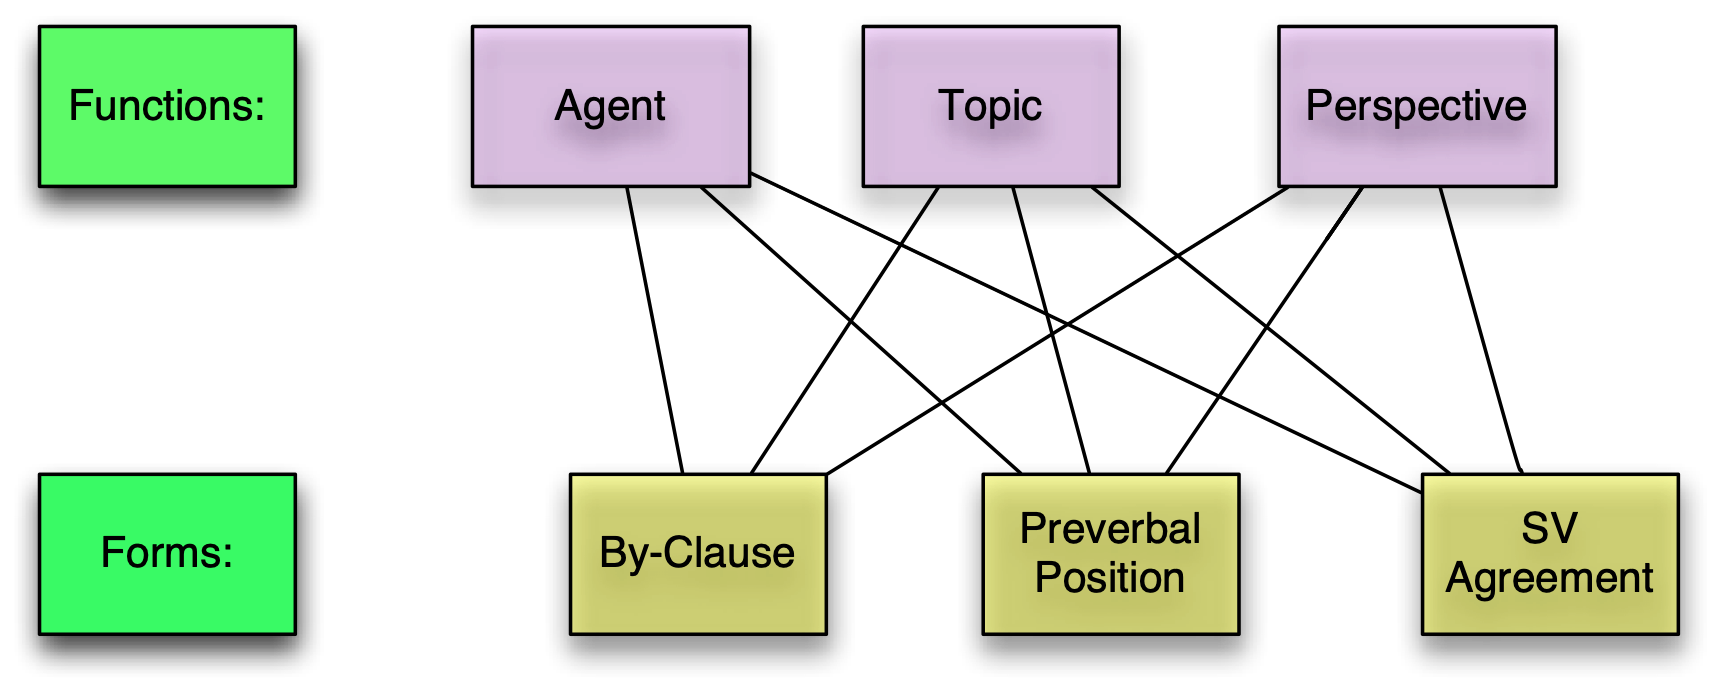 Functions:
Agent
Topic
Perspective
Forms:
By-Clause
Preverbal
Position
SV
Agreement